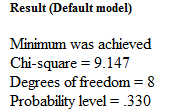 Result (Default model)
Minimum was achieved
Chi-square = 9.147
Degrees of freedom = 8
Probability level = .330